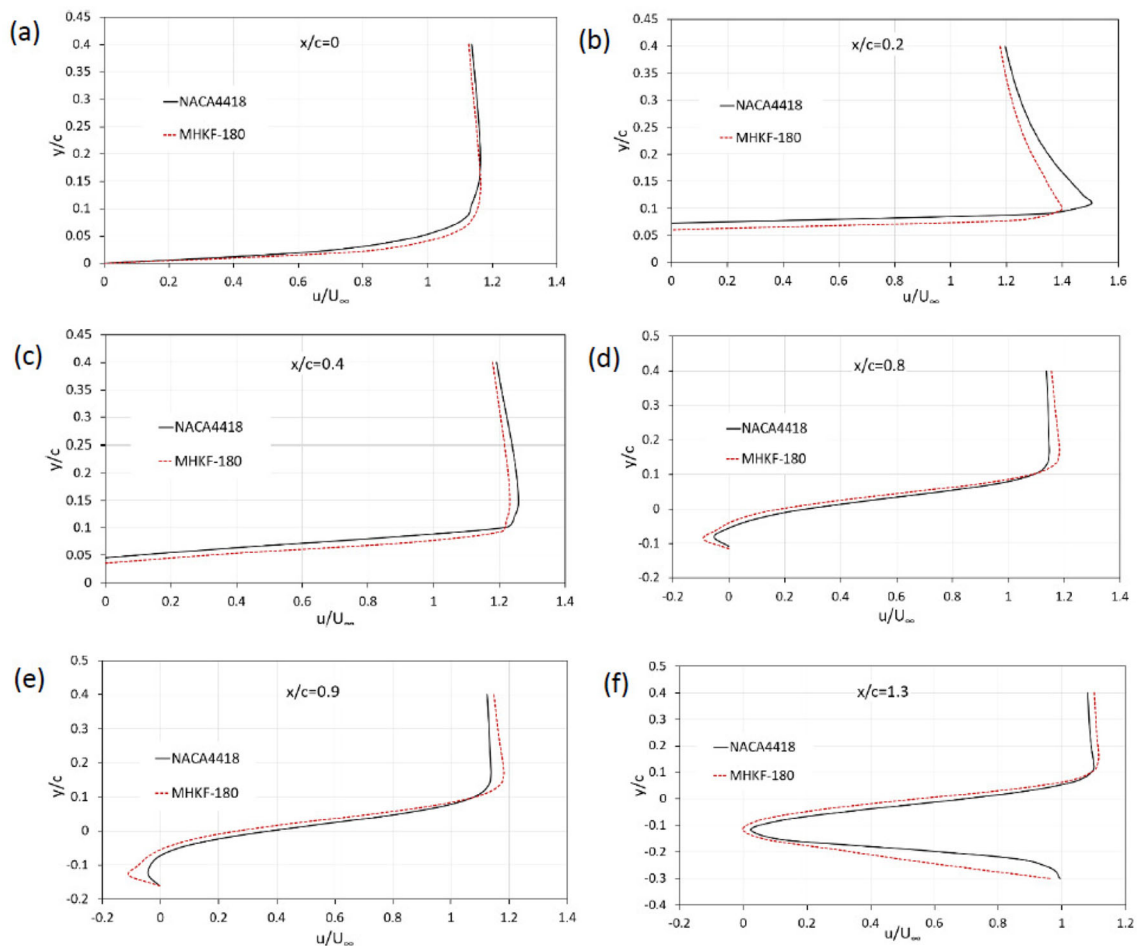 (a)
x/c=0
NACA4418
MHKF-180
y/c
0.45
0.4
0.35
0.3
0.25
0.2
0.15
0.1
0.05
0
0 0.2 0.4 0.6 0.8 1 1.2 1.4
u/U∞
(b)
x/c=0.2
NACA4418
MHKF-180
y/c
0.45
0.4
0.35
0.3
0.25
0.2
0.15
0.1
0.05
0
0 0.2 0.4 0.6 0.8 1 1.2 1.4 1.6
u/U∞
(c)
x/c=0.4
NACA4418
MHKF-180
y/c
0.45
0.4
0.35
0.3
0.25
0.2
0.15
0.1
0.05
0
0 0.2 0.4 0.6 0.8 1 1.2 1.4
u/U∞
(d)
x/c=0.8
NACA4418
MHKF-180
y/c
0.5
0.4
0.3
0.2
0.1
0
-0.1
-0.2
-0.2 0 0.2 0.4 0.6 0.8 1 1.2 1.4
u/U∞
(e)
x/c=0.9
NACA4418
MHKF-180
y/c
0.5
0.4
0.3
0.2
0.1
0
-0.1
-0.2
-0.2 0 0.2 0.4 0.6 0.8 1 1.2 1.4
u/U∞
(f)
x/c=1.3
NACA4418
MHKF-180
y/c
0.5
0.4
0.3
0.2
0.1
0
-0.1
-0.2
-0.3
-0.4
-0.2 0 0.2 0.4 0.6 0.8 1 1.2
u/U∞